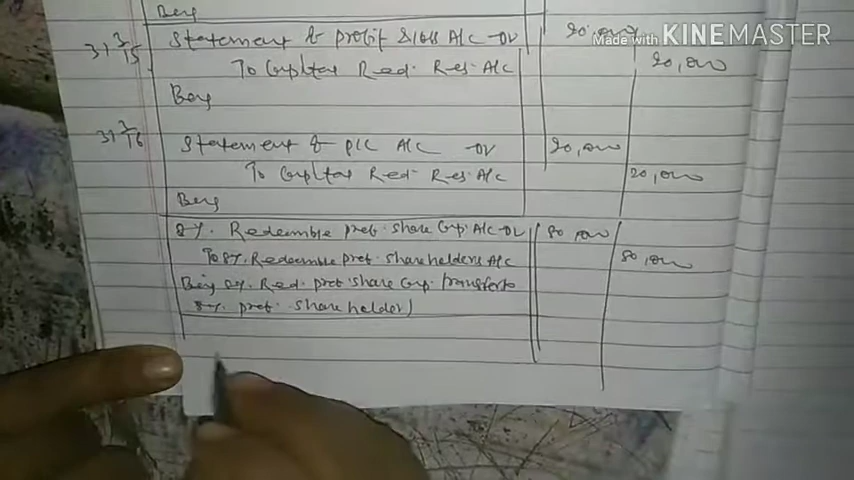 Being
Statement of profit & loss A/c Dr 20,000
Made with KINEMASTER
31 3/15
To Capital Red. Res. A/c 20,000
Being
31 3/16 Statement of P/L A/c Dr 20,000
To Capital Red. Res. A/c 20,000
Being
8%. Redeemble pref. share Cap. A/c Dr 80,000
To 8%. Redeemble pref. shareholders A/c 80,000
Being 8%. Red. pref share Cap. transfer to
8%. pref. shareholder)